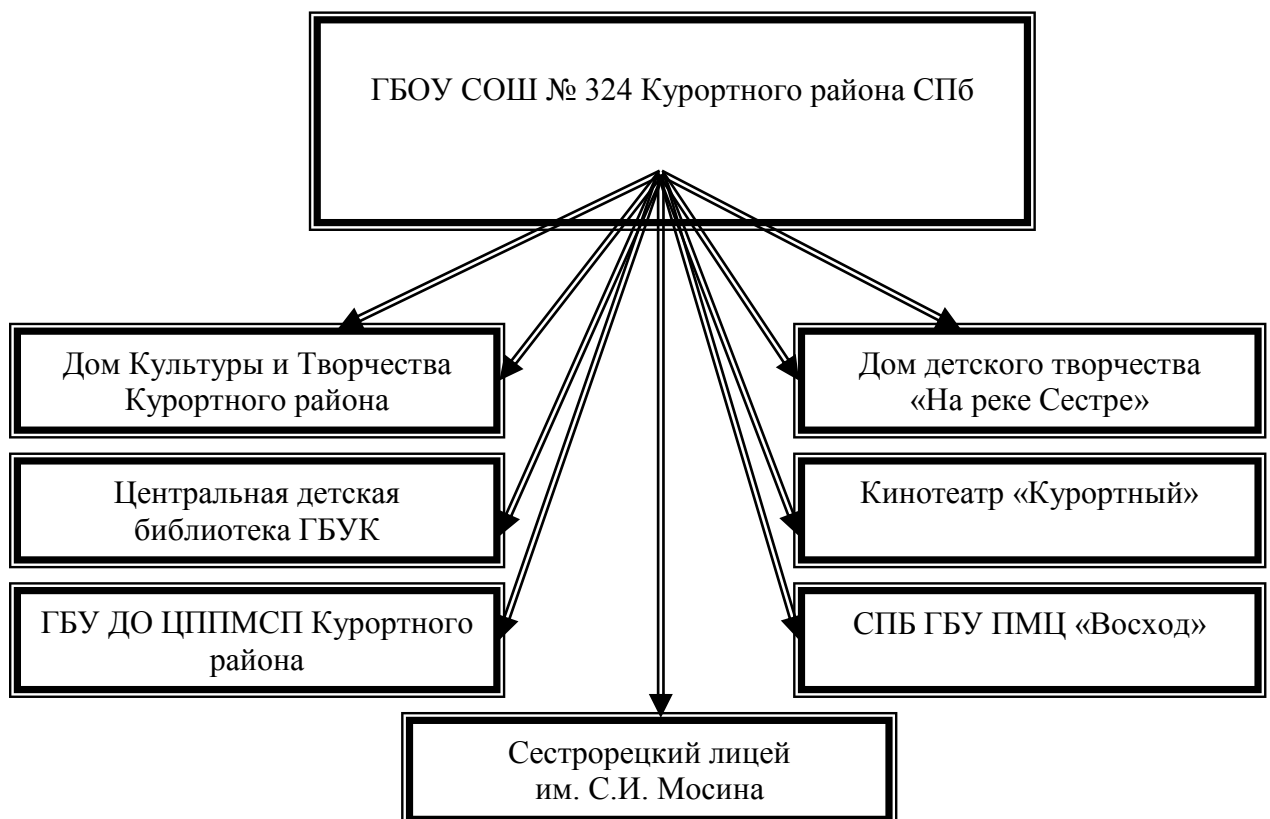 ГБОУ СОШ № 324 Курортного района СПб
Дом Культуры и Творчества
Курортного района
Дом детского творчества
«На реке Сестре»
Центральная детская
библиотека ГБУК
Кинотеатр «Курортный»
ГБУ ДО ЦППМСП Курортного
района
СПБ ГБУ ПМЦ «Восход»
Сестрорецкий лицей
им. С.И. Мосина